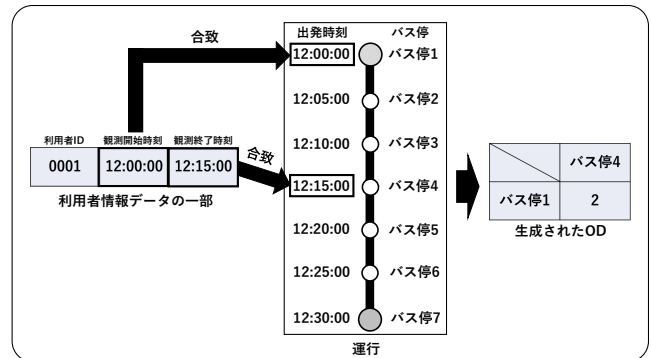 合致
出発時刻 バス停
12:00:00 バス停1
12:05:00 バス停2
12:10:00 バス停3
12:15:00 バス停4
12:20:00 バス停5
12:25:00 バス停6
12:30:00 バス停7
運行
利用者ID 観測開始時刻 観測終了時刻
0001 12:00:00 12:15:00
合致
利用者情報データの一部
バス停4
バス停1 2
生成されたOD